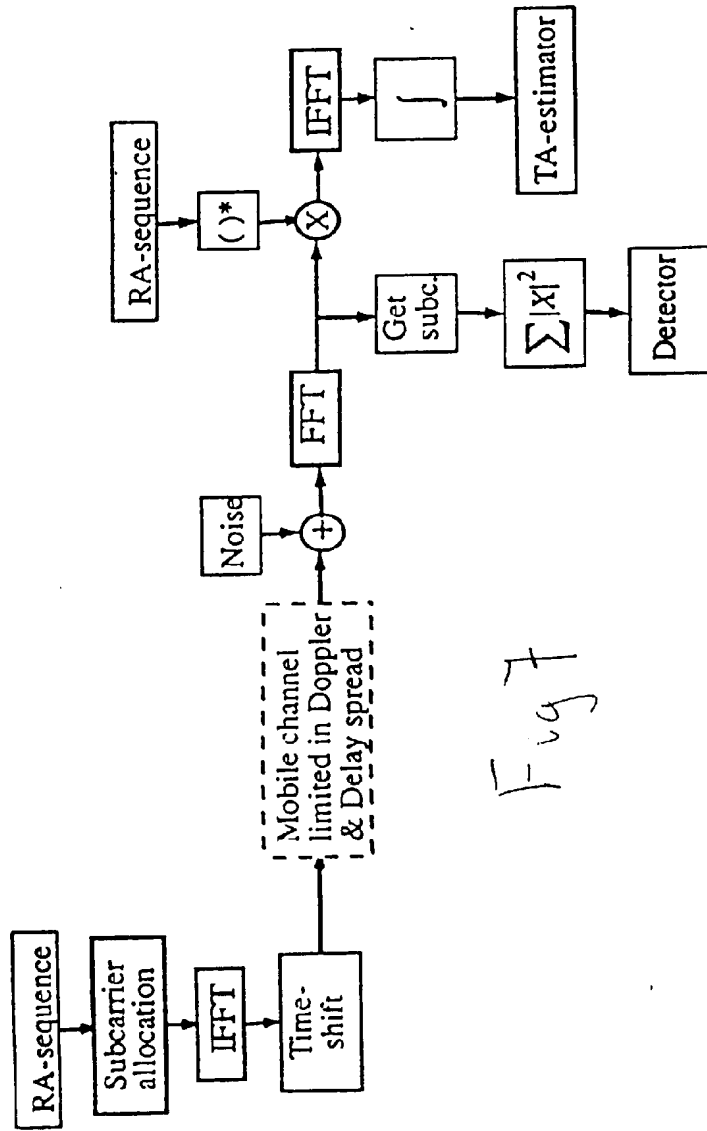 RA-sequence
Subcarrier
allocation
IFFT
Time-
shift
Mobile channel
limited in Doppler
& Delay spread
Noise
+
FFT
RA-sequence
( )*
X
IFFT
∫
TA-estimator
Get
subc.
∑|X|²
Detector
Fig 7